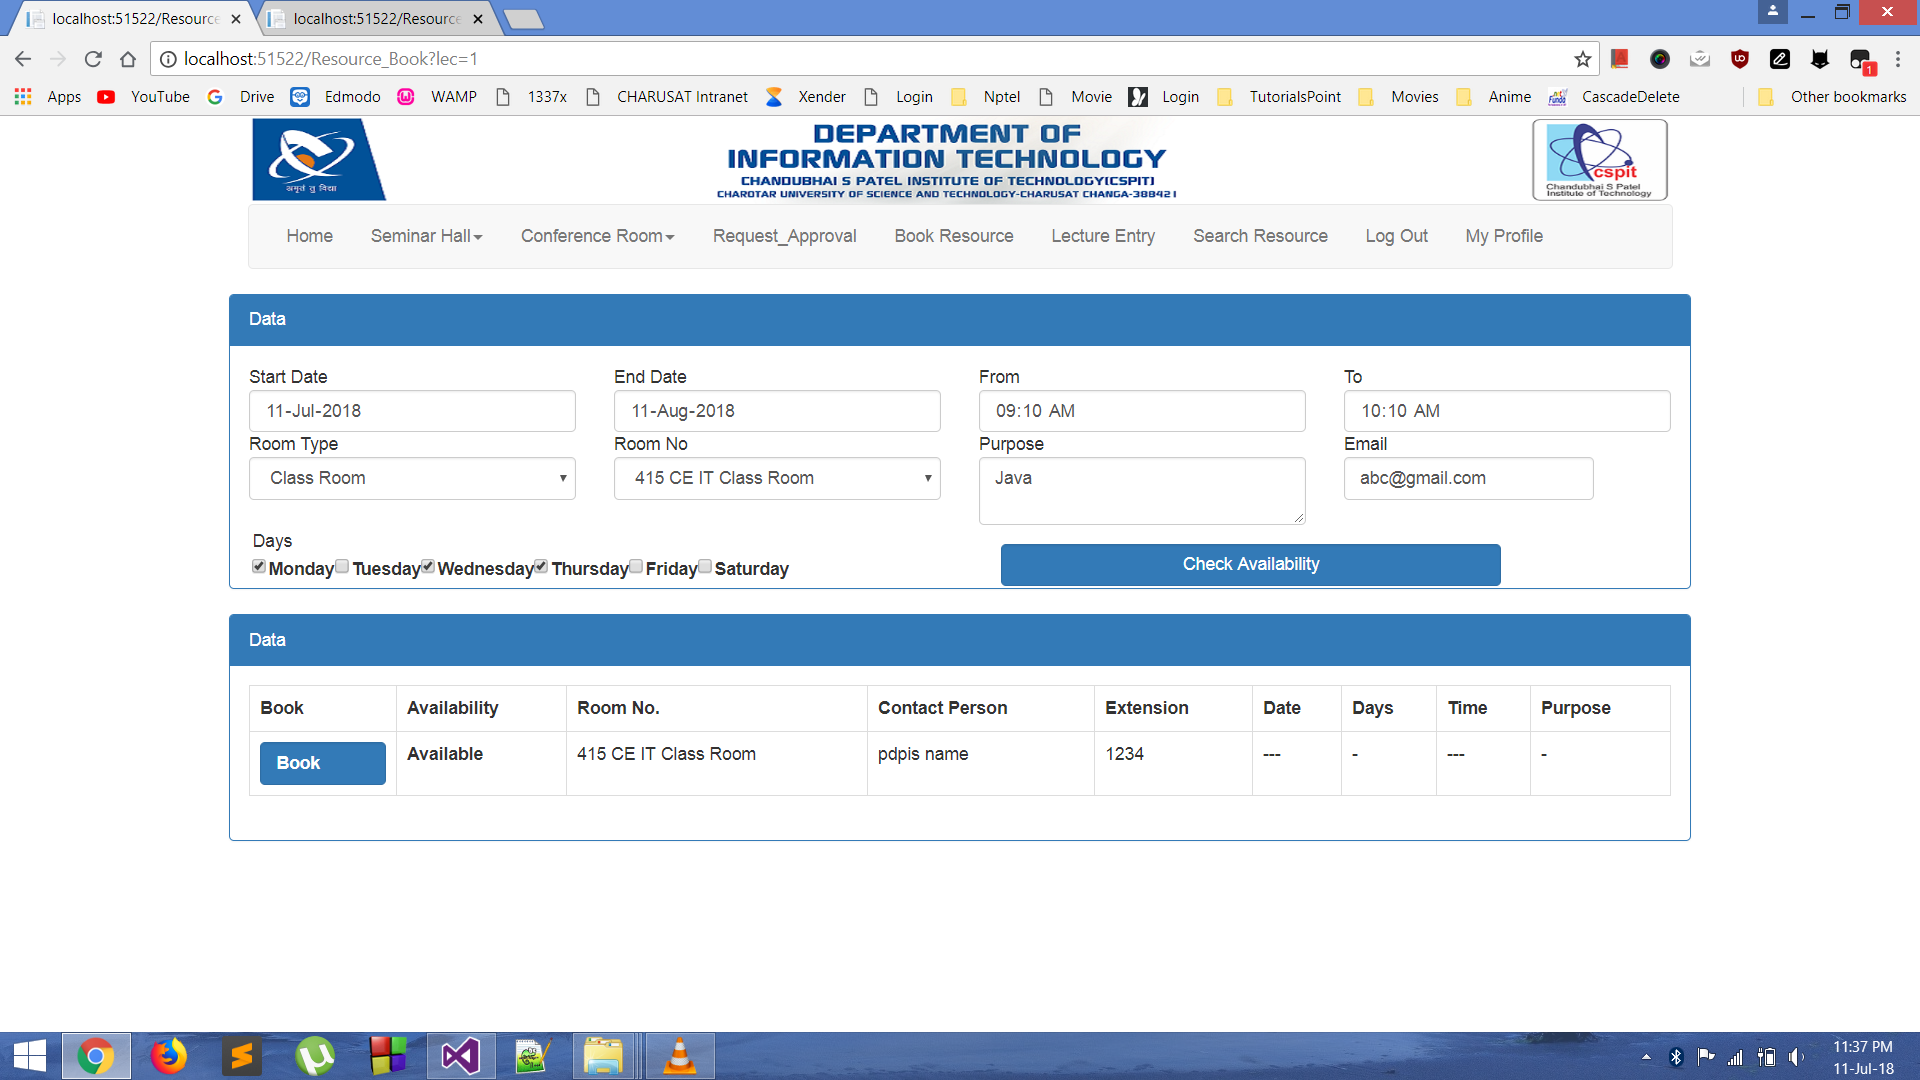 localhost:51522/Resource
localhost:51522/Resource
localhost:51522/Resource_Book?lec=1
1
Apps YouTube Drive Edmodo WAMP 1337x CHARUSAT Intranet Xender Login Nptel Movie Login TutorialsPoint Movies Anime CascadeDelete Other bookmarks
अमृतं तु विद्या
DEPARTMENT OF
INFORMATION TECHNOLOGY
CHANDUBHAI S PATEL INSTITUTE OF TECHNOLOGY(CSPIT)
CHAROTAR UNIVERSITY OF SCIENCE AND TECHNOLOGY-CHARUSAT CHANGA-388421
cspit
Chandubhai S Patel
Institute of Technology
Home Seminar Hall Conference Room Request_Approval Book Resource Lecture Entry Search Resource Log Out My Profile
Data
Start Date End Date From To
11-Jul-2018 11-Aug-2018 09:10 AM 10:10 AM
Room Type Room No Purpose Email
Class Room 415 CE IT Class Room Java abc@gmail.com
Days
Monday Tuesday Wednesday Thursday Friday Saturday
Check Availability
Data
Book Availability Room No. Contact Person Extension Date Days Time Purpose
Book Available 415 CE IT Class Room pdpis name 1234 --- - --- -
11:37 PM
11-Jul-18